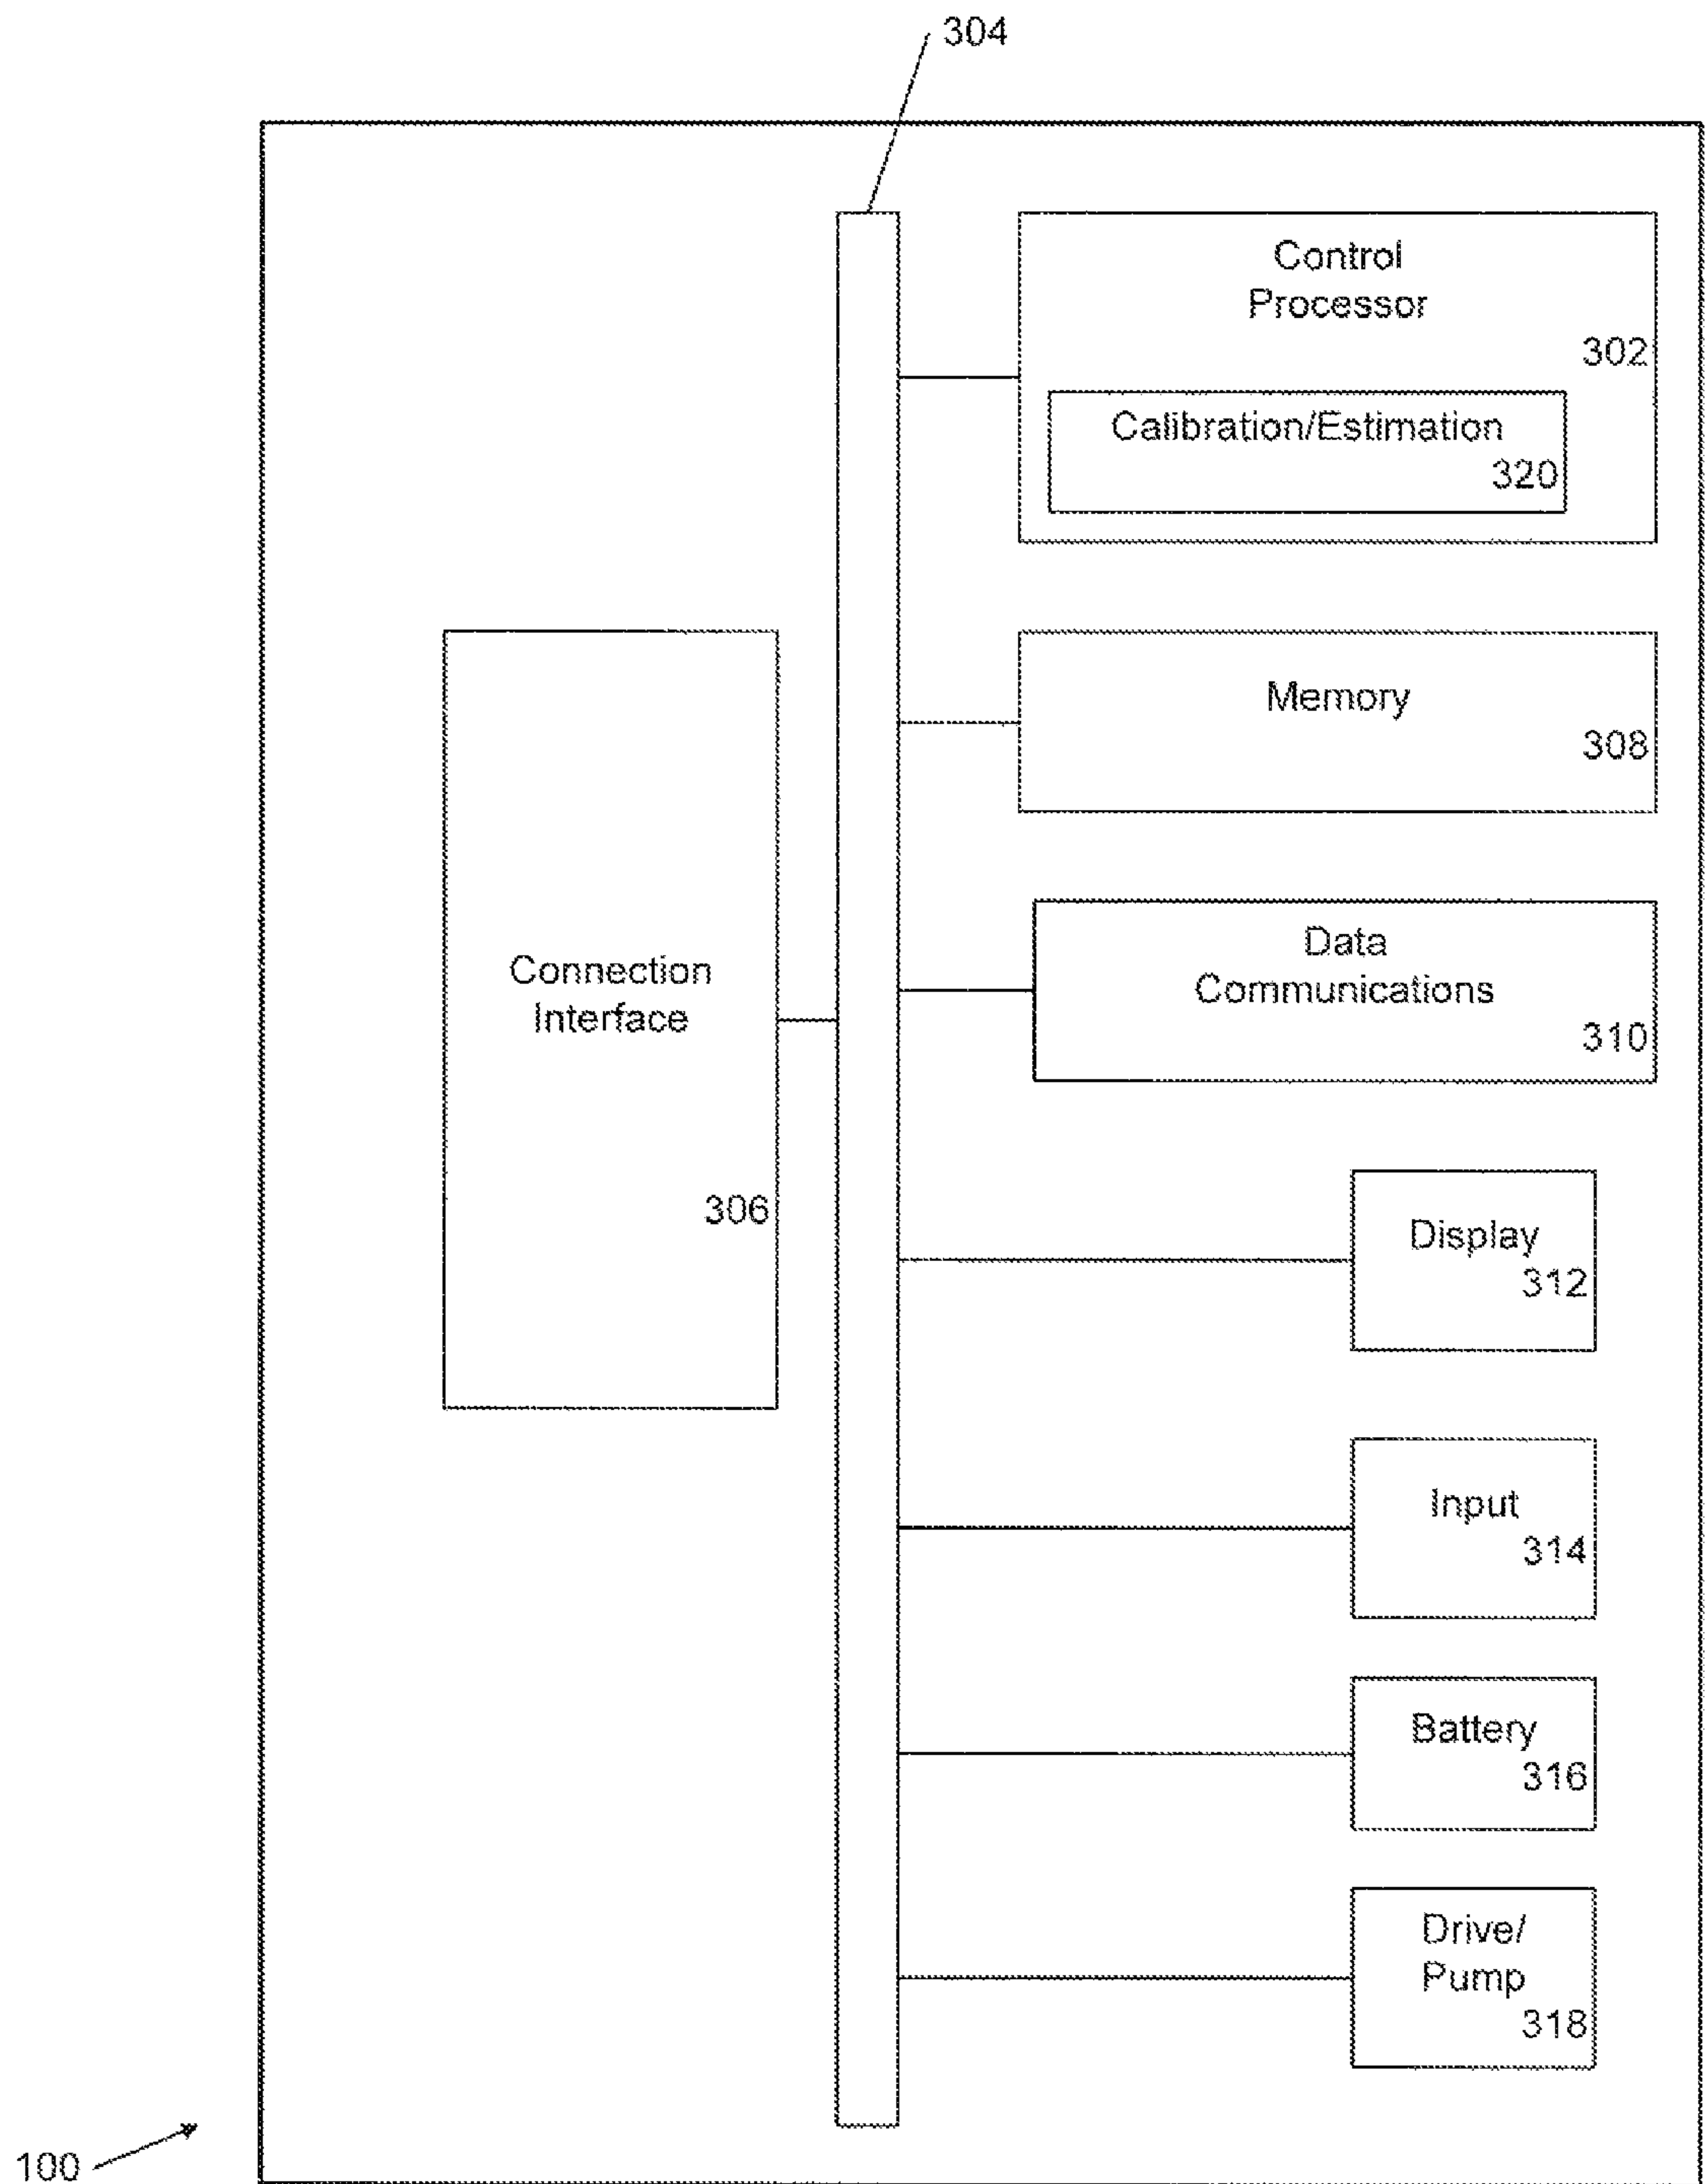 304
Control
Processor
302
Calibration/Estimation
320
Memory
308
Data
Communications
310
Connection
Interface
306
Display
312
Input
314
Battery
316
Drive/
Pump
318
100